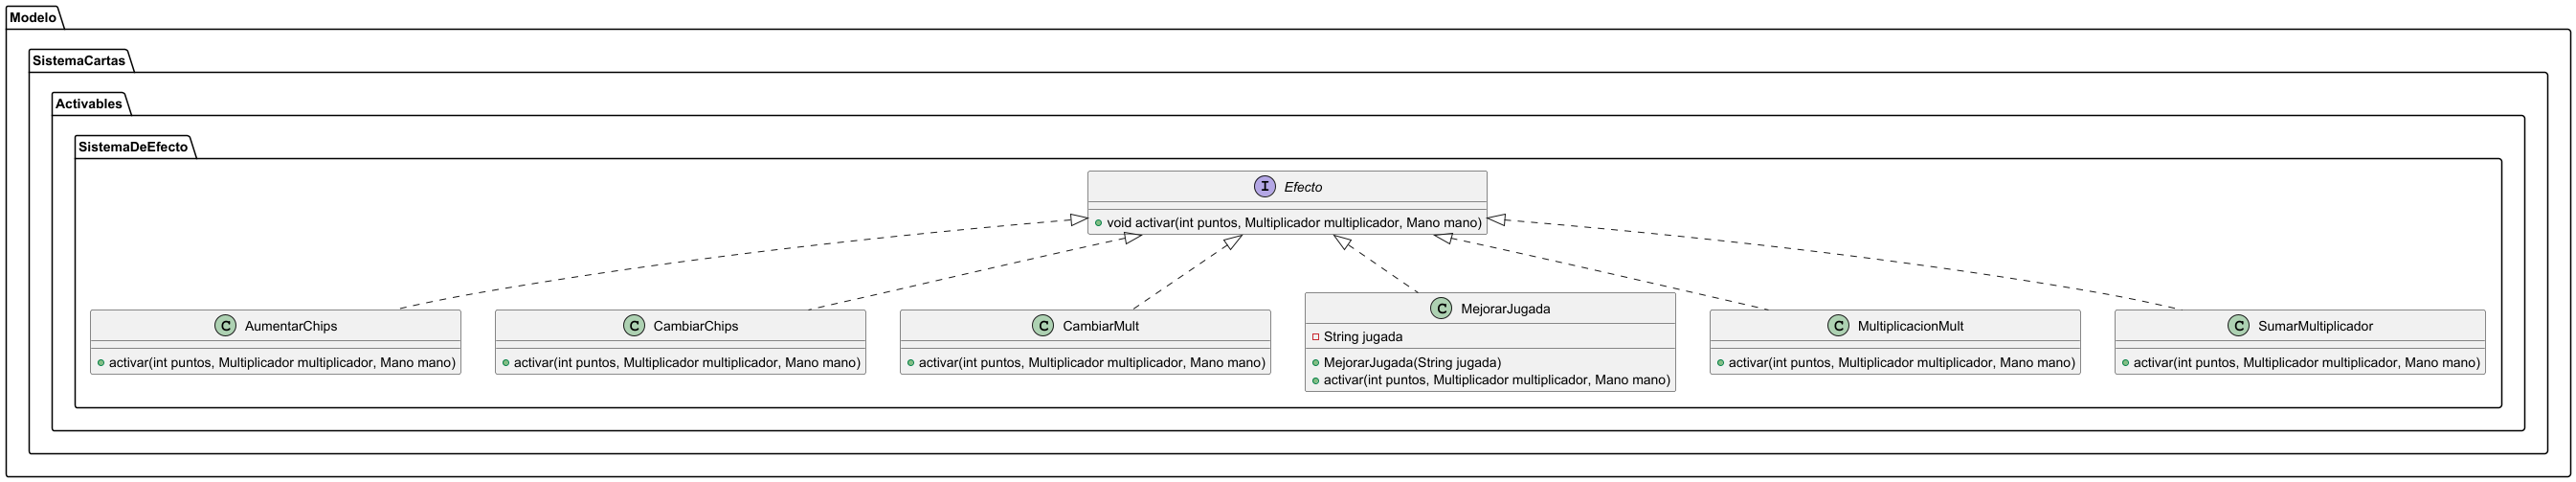 Modelo
SistemaCartas
Activables
SistemaDeEfecto
I Efecto
void activar(int puntos, Multiplicador multiplicador, Mano mano)
C AumentarChips
activar(int puntos, Multiplicador multiplicador, Mano mano)
C CambiarChips
activar(int puntos, Multiplicador multiplicador, Mano mano)
C CambiarMult
activar(int puntos, Multiplicador multiplicador, Mano mano)
C MejorarJugada
String jugada
MejorarJugada(String jugada)
activar(int puntos, Multiplicador multiplicador, Mano mano)
C MultiplicacionMult
activar(int puntos, Multiplicador multiplicador, Mano mano)
C SumarMultiplicador
activar(int puntos, Multiplicador multiplicador, Mano mano)